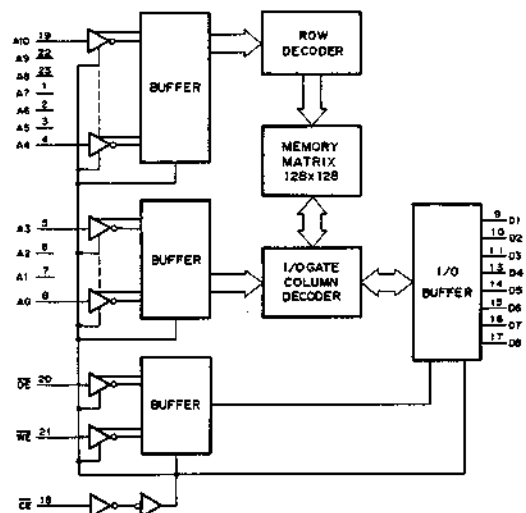 A10 19
A9 22
A8 23
A7 1
A6 2
A5 3
A4 4
BUFFER
ROW
DECODER
MEMORY
MATRIX
128x128
A3 5
A2 6
A1 7
A0 8
BUFFER
I/O GATE
COLUMN
DECODER
I/O
BUFFER
9 D1
10 D2
11 D3
13 D4
14 D5
15 D6
16 D7
17 D8
OE 20
WE 21
BUFFER
CE 18